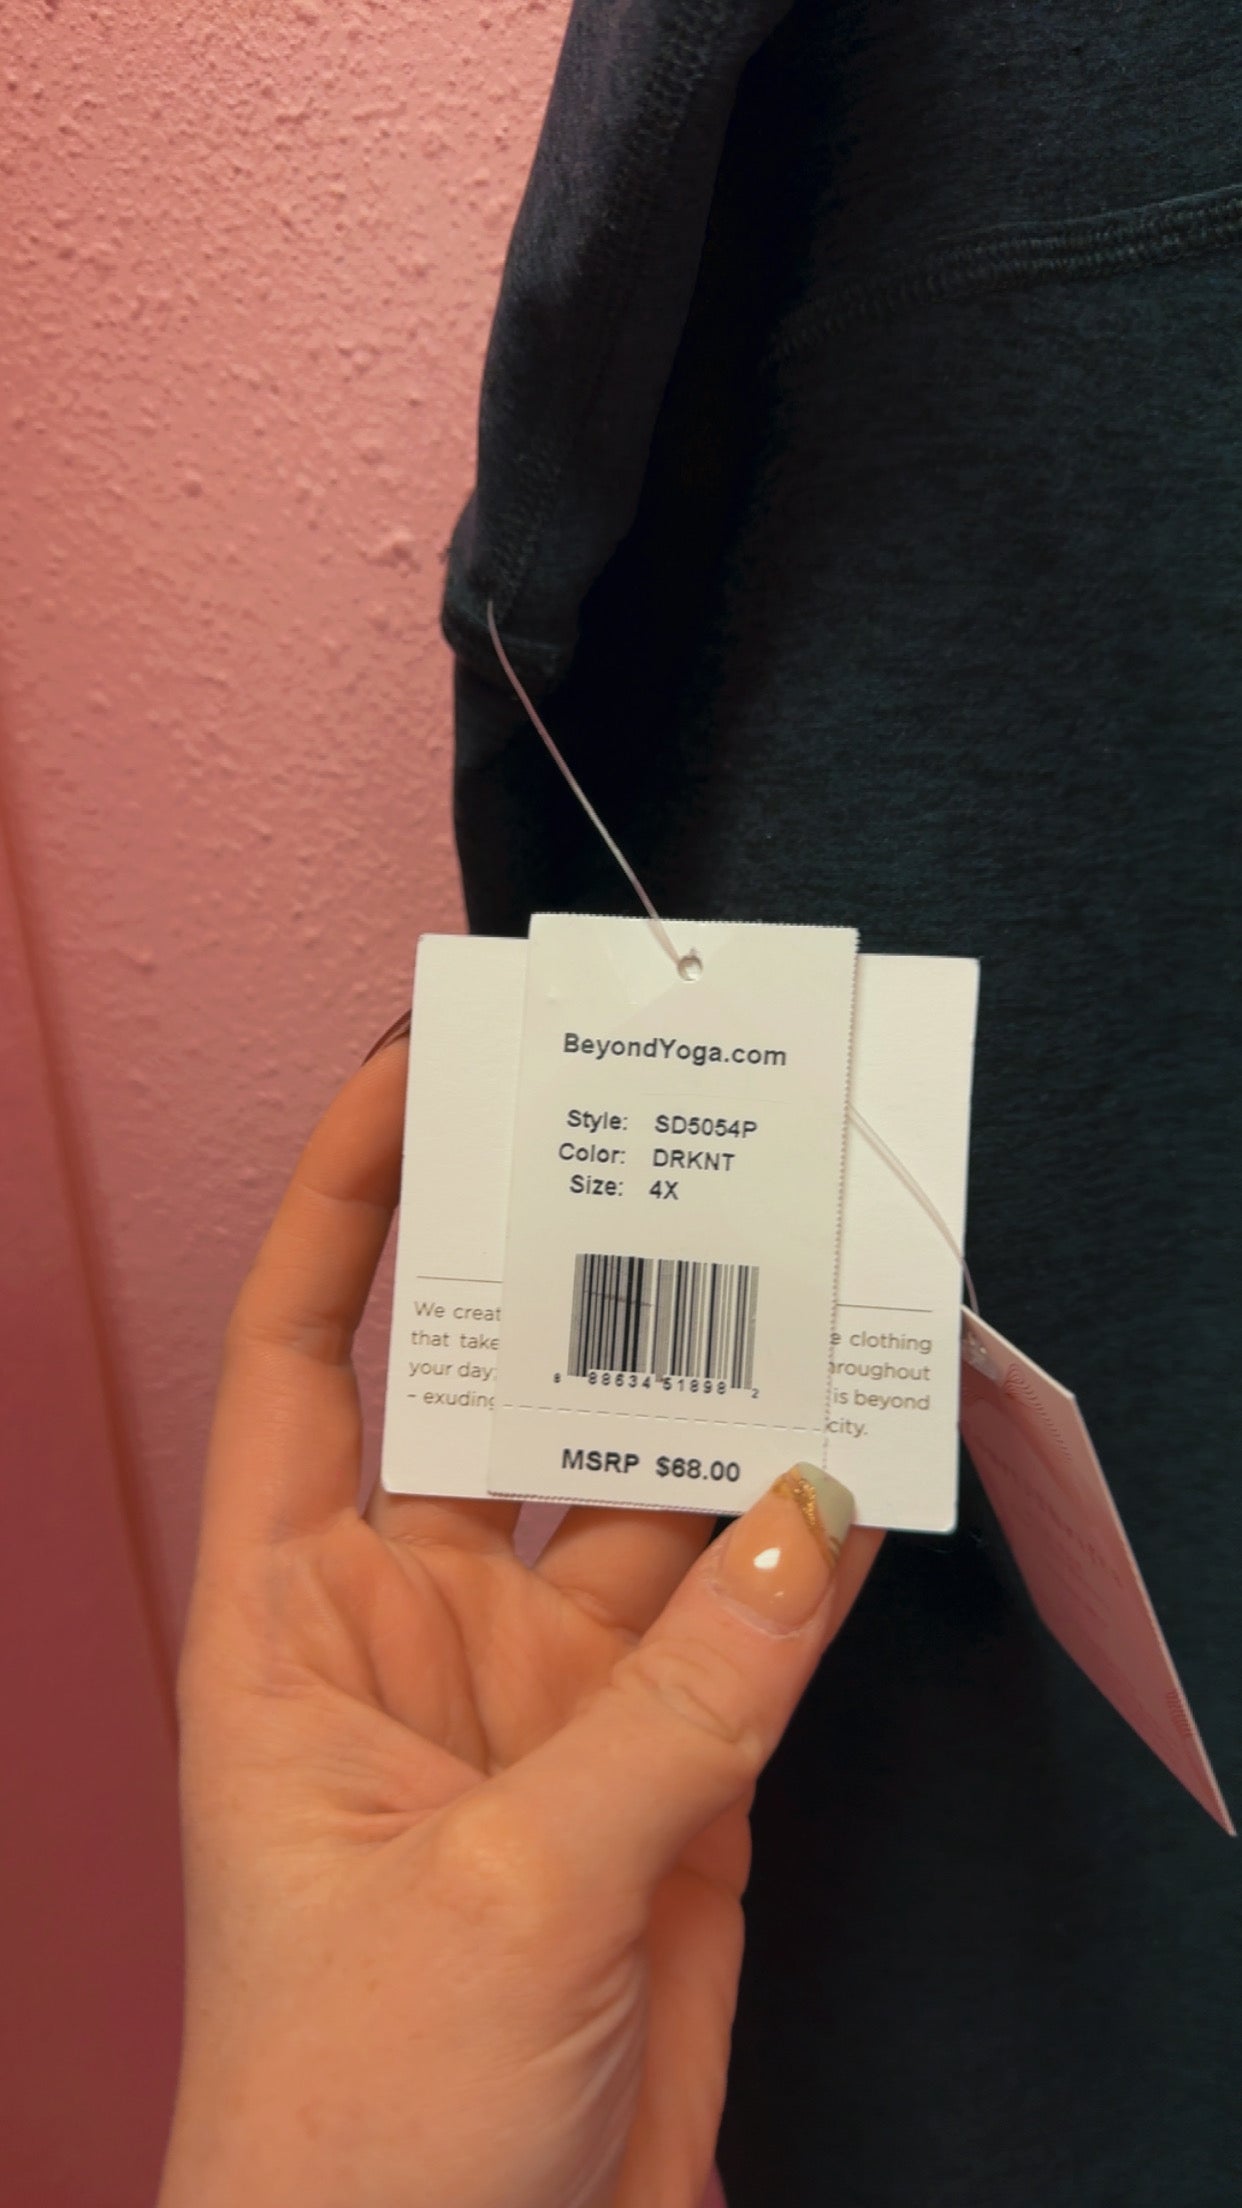 BeyondYoga.com
Style: SD5054P
Color: DRKNT
Size: 4X
8 88634 51898 2
MSRP $68.00
We creat
that take
your day;
– exuding
e clothing
roughout
is beyond
city.